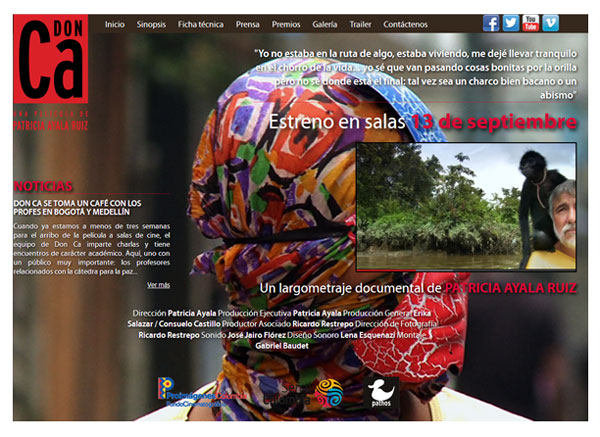 DON
Ca
UNA PELÍCULA DE
PATRICIA AYALA RUIZ
Inicio Sinopsis Ficha técnica Prensa Premios Galería Trailer Contáctenos
You
Tube
"Yo no estaba en la ruta de algo, estaba viviendo, me dejé llevar tranquilo
en el chorro de la vida... yo sé que van pasando cosas bonitas por la orilla
pero no sé donde está el final: tal vez sea un charco bien bacano o un
abismo"
Estreno en salas 13 de septiembre
NOTICIAS
DON CA SE TOMA UN CAFÉ CON LOS
PROFES EN BOGOTÁ Y MEDELLÍN
Cuando ya estamos a menos de tres semanas
para el arribo de la película a salas de cine, el
equipo de Don Ca imparte charlas y tiene
encuentros de carácter académico. Aquí, uno con
un público muy importante: los profesores
relacionados con la cátedra para la paz...
Ver más
Un largometraje documental de PATRICIA AYALA RUIZ
Dirección Patricia Ayala Producción Ejecutiva Patricia Ayala Producción General Erika
Salazar / Consuelo Castillo Productor Asociado Ricardo Restrepo Dirección de Fotografía
Ricardo Restrepo Sonido José Jairo Flórez Diseño Sonoro Lena Esquenazi Montaje
Gabriel Baudet
Proimágenes Colombia
FondoCinematográfico
pathos